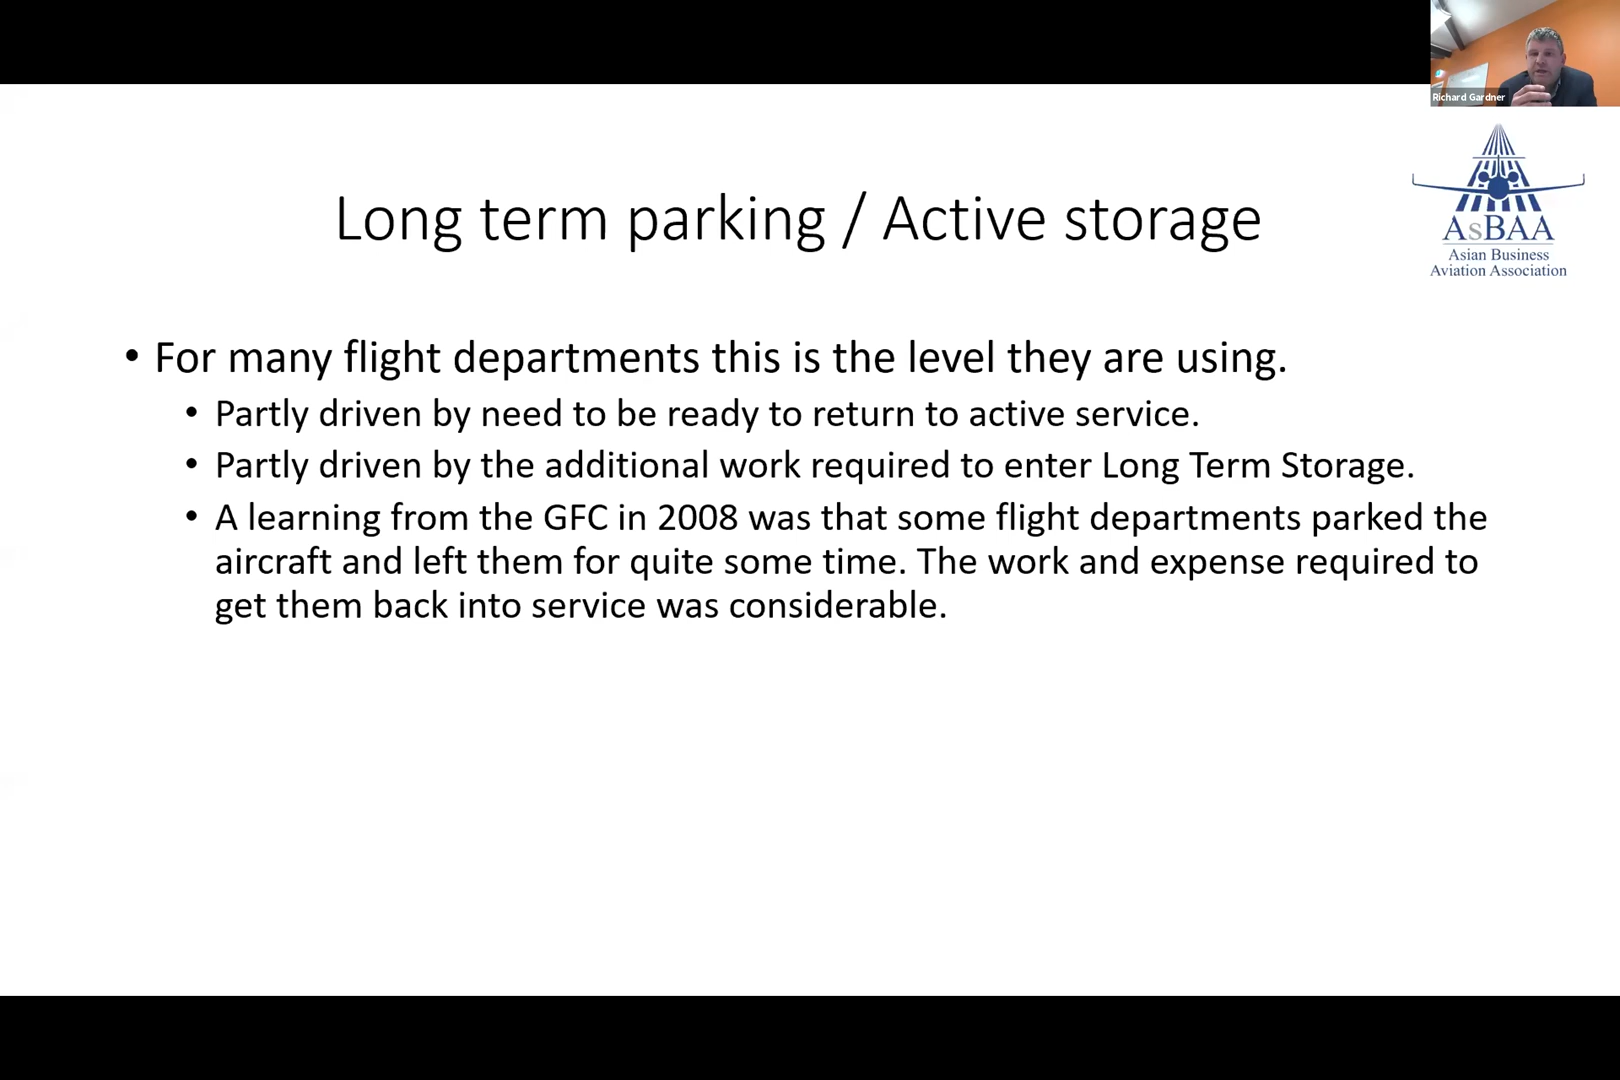 Richard Gardner
Long term parking / Active storage
AsBAA
Asian Business
Aviation Association
• For many flight departments this is the level they are using.
• Partly driven by need to be ready to return to active service.
• Partly driven by the additional work required to enter Long Term Storage.
• A learning from the GFC in 2008 was that some flight departments parked the
aircraft and left them for quite some time. The work and expense required to
get them back into service was considerable.